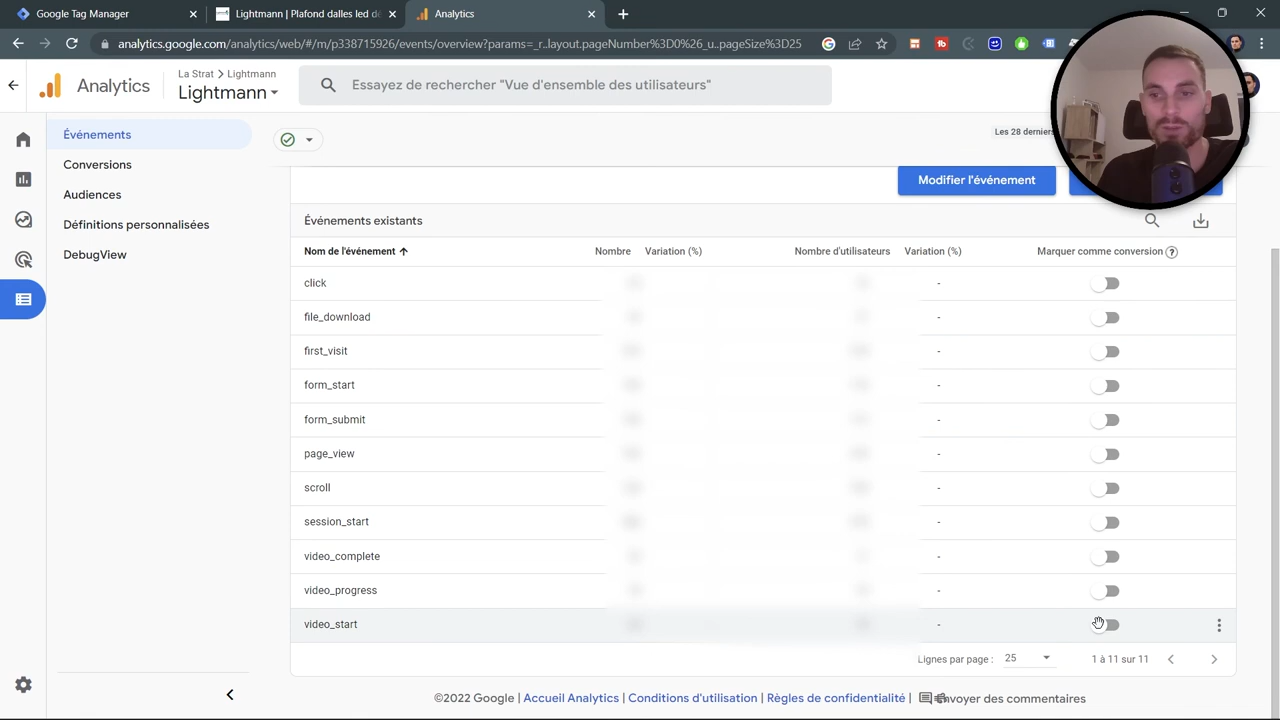 Google Tag Manager
Lightmann | Plafond dalles led de
Analytics
analytics.google.com/analytics/web/#/m/p338715926/events/overview?params=_r..layout.pageNumber%3D0%26_u..pageSize%3D25
Analytics
La Strat > Lightmann
Lightmann
Essayez de rechercher "Vue d'ensemble des utilisateurs"
Événements
Conversions
Audiences
Définitions personnalisées
DebugView
Les 28 derniers
Modifier l'événement
Événements existants
Nom de l'événement Nombre Variation (%) Nombre d'utilisateurs Variation (%) Marquer comme conversion
click -
file_download -
first_visit -
form_start -
form_submit -
page_view -
scroll -
session_start -
video_complete -
video_progress -
video_start -
Lignes par page : 25 1 à 11 sur 11
©2022 Google | Accueil Analytics | Conditions d'utilisation | Règles de confidentialité | Envoyer des commentaires